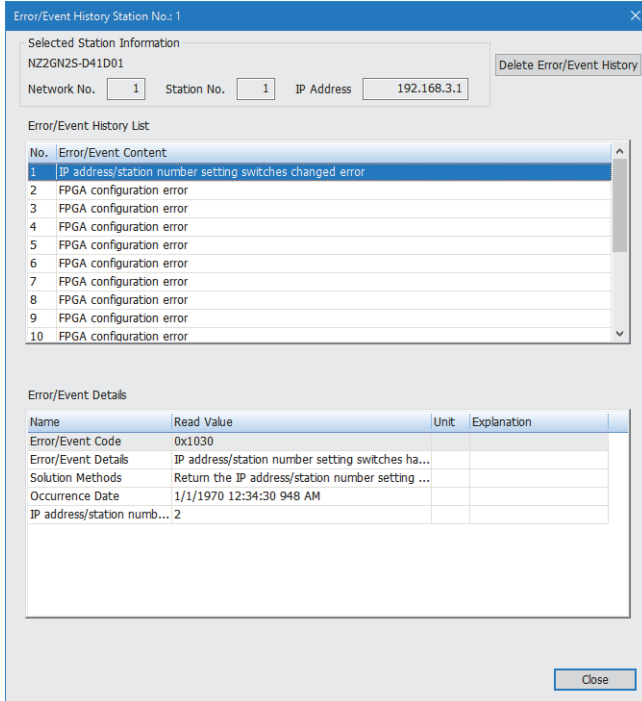 Error/Event History Station No.: 1
Selected Station Information
NZ2GN2S-D41D01
Delete Error/Event History
Network No. 1 Station No. 1 IP Address 192.168.3.1
Error/Event History List
No. Error/Event Content
1 IP address/station number setting switches changed error
2 FPGA configuration error
3 FPGA configuration error
4 FPGA configuration error
5 FPGA configuration error
6 FPGA configuration error
7 FPGA configuration error
8 FPGA configuration error
9 FPGA configuration error
10 FPGA configuration error
Error/Event Details
Name Read Value Unit Explanation
Error/Event Code 0x1030
Error/Event Details IP address/station number setting switches ha...
Solution Methods Return the IP address/station number setting ...
Occurrence Date 1/1/1970 12:34:30 948 AM
IP address/station numb... 2
Close